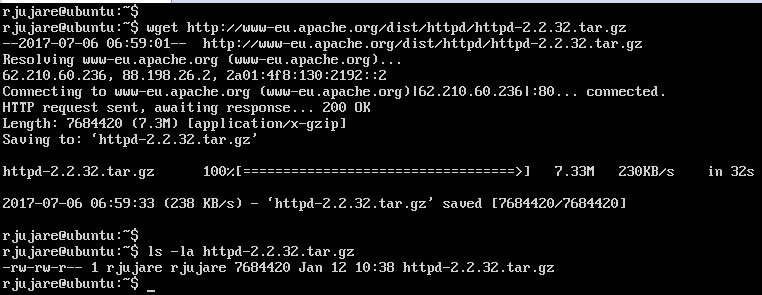 rjujare@ubuntu:~$
rjujare@ubuntu:~$ wget http://www-eu.apache.org/dist/httpd/httpd-2.2.32.tar.gz
--2017-07-06 06:59:01--  http://www-eu.apache.org/dist/httpd/httpd-2.2.32.tar.gz
Resolving www-eu.apache.org (www-eu.apache.org)...
62.210.60.236, 88.198.26.2, 2a01:4f8:130:2192::2
Connecting to www-eu.apache.org (www-eu.apache.org)|62.210.60.236|:80... connected.
HTTP request sent, awaiting response... 200 OK
Length: 7684420 (7.3M) [application/x-gzip]
Saving to: ‘httpd-2.2.32.tar.gz’
httpd-2.2.32.tar.gz      100%[==================================>]   7.33M   230KB/s    in 32s
2017-07-06 06:59:33 (238 KB/s) - ‘httpd-2.2.32.tar.gz’ saved [7684420/7684420]
rjujare@ubuntu:~$
rjujare@ubuntu:~$ ls -la httpd-2.2.32.tar.gz
-rw-rw-r-- 1 rjujare rjujare 7684420 Jan 12 10:38 httpd-2.2.32.tar.gz
rjujare@ubuntu:~$ _